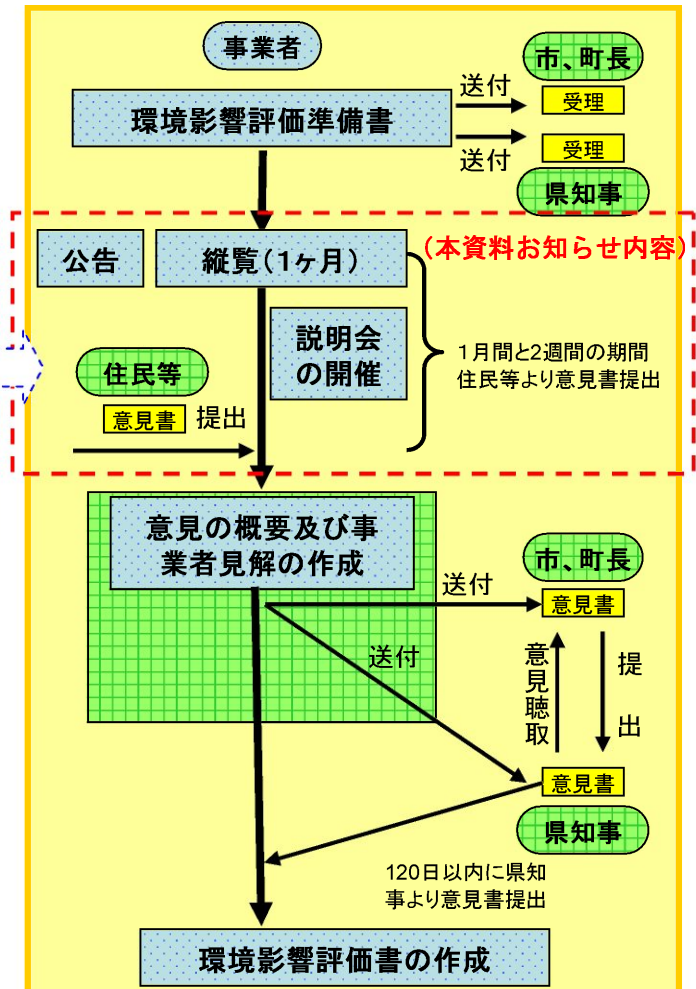 事業者
市、町長
環境影響評価準備書
送付
受理
送付
受理
県知事
(本資料お知らせ内容)
公告
縦覧(1ヶ月)
説明会
の開催
1月間と2週間の期間
住民等より意見書提出
住民等
意見書
提出
意見の概要及び事
業者見解の作成
市、町長
送付
意見書
送付
意見聴取
提出
意見書
県知事
120日以内に県知
事より意見書提出
環境影響評価書の作成